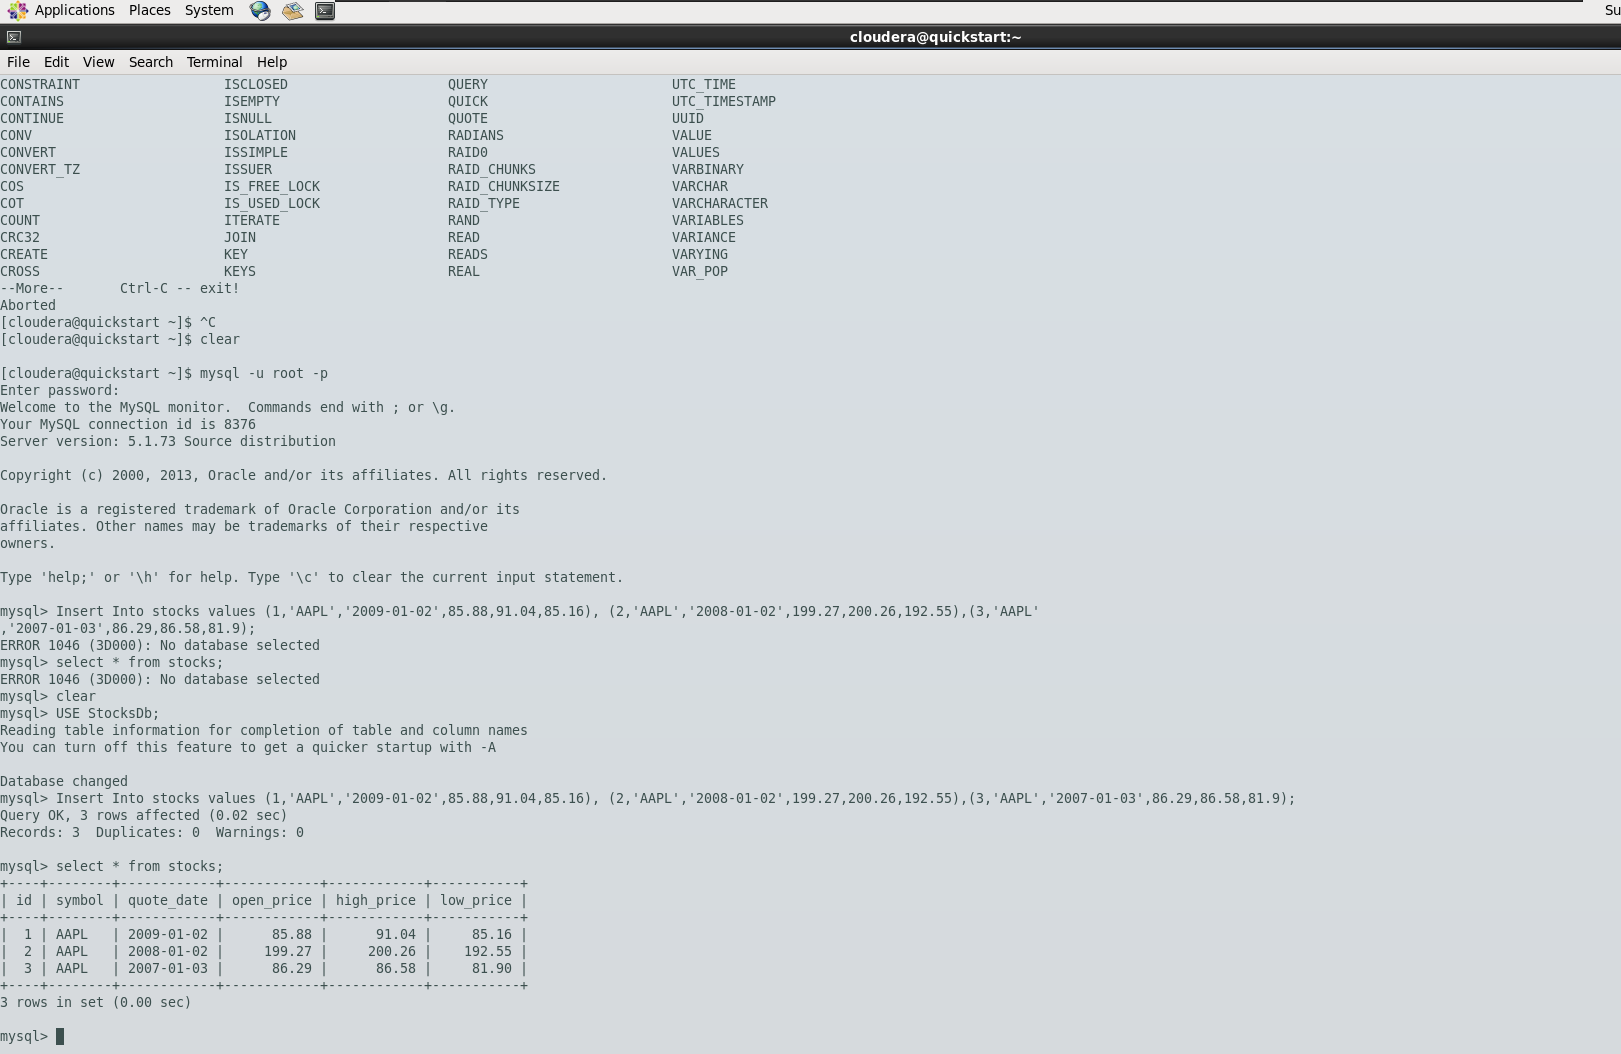 Applications Places System Su
cloudera@quickstart:~
File Edit View Search Terminal Help
CONSTRAINT ISCLOSED QUERY UTC_TIME
CONTAINS ISEMPTY QUICK UTC_TIMESTAMP
CONTINUE ISNULL QUOTE UUID
CONV ISOLATION RADIANS VALUE
CONVERT ISSIMPLE RAID0 VALUES
CONVERT_TZ ISSUER RAID_CHUNKS VARBINARY
COS IS_FREE_LOCK RAID_CHUNKSIZE VARCHAR
COT IS_USED_LOCK RAID_TYPE VARCHARACTER
COUNT ITERATE RAND VARIABLES
CRC32 JOIN READ VARIANCE
CREATE KEY READS VARYING
CROSS KEYS REAL VAR_POP
--More-- Ctrl-C -- exit!
Aborted
[cloudera@quickstart ~]$ ^C
[cloudera@quickstart ~]$ clear
[cloudera@quickstart ~]$ mysql -u root -p
Enter password:
Welcome to the MySQL monitor.  Commands end with ; or \g.
Your MySQL connection id is 8376
Server version: 5.1.73 Source distribution
Copyright (c) 2000, 2013, Oracle and/or its affiliates. All rights reserved.
Oracle is a registered trademark of Oracle Corporation and/or its
affiliates. Other names may be trademarks of their respective
owners.
Type 'help;' or '\h' for help. Type '\c' to clear the current input statement.
mysql> Insert Into stocks values (1,'AAPL','2009-01-02',85.88,91.04,85.16), (2,'AAPL','2008-01-02',199.27,200.26,192.55),(3,'AAPL'
,'2007-01-03',86.29,86.58,81.9);
ERROR 1046 (3D000): No database selected
mysql> select * from stocks;
ERROR 1046 (3D000): No database selected
mysql> clear
mysql> USE StocksDb;
Reading table information for completion of table and column names
You can turn off this feature to get a quicker startup with -A
Database changed
mysql> Insert Into stocks values (1,'AAPL','2009-01-02',85.88,91.04,85.16), (2,'AAPL','2008-01-02',199.27,200.26,192.55),(3,'AAPL','2007-01-03',86.29,86.58,81.9);
Query OK, 3 rows affected (0.02 sec)
Records: 3  Duplicates: 0  Warnings: 0
mysql> select * from stocks;
+----+--------+------------+------------+------------+-----------+
| id | symbol | quote_date | open_price | high_price | low_price |
+----+--------+------------+------------+------------+-----------+
|  1 | AAPL   | 2009-01-02 |      85.88 |      91.04 |     85.16 |
|  2 | AAPL   | 2008-01-02 |     199.27 |     200.26 |    192.55 |
|  3 | AAPL   | 2007-01-03 |      86.29 |      86.58 |     81.90 |
+----+--------+------------+------------+------------+-----------+
3 rows in set (0.00 sec)
mysql>